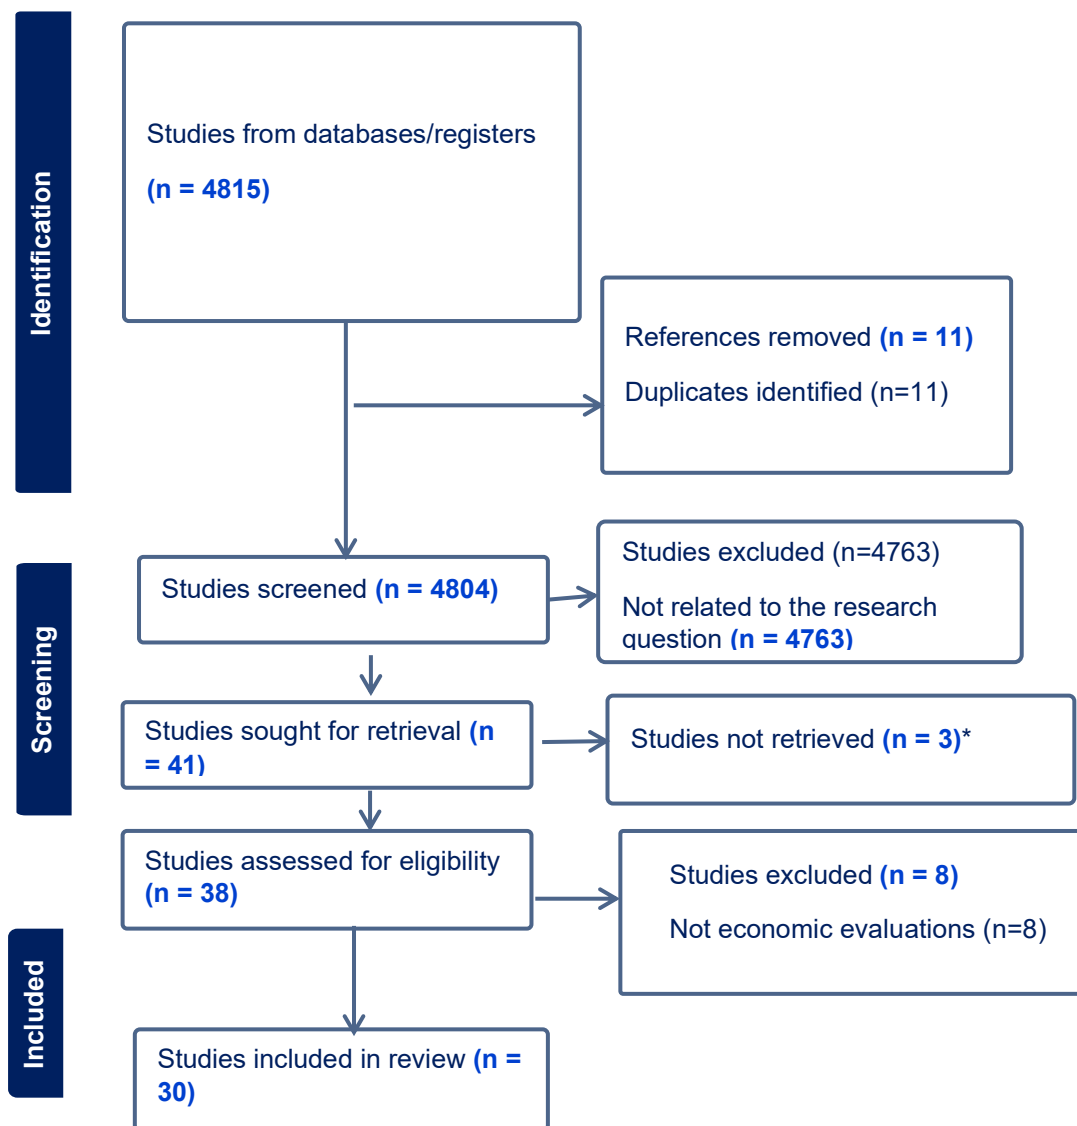 Identification
Studies from databases/registers
(n = 4815)
References removed (n = 11)
Duplicates identified (n=11)
Screening
Studies screened (n = 4804)
Studies excluded (n=4763)
Not related to the research
question (n = 4763)
Studies sought for retrieval (n
= 41)
Studies not retrieved (n = 3)*
Studies assessed for eligibility
(n = 38)
Studies excluded (n = 8)
Not economic evaluations (n=8)
Included
Studies included in review (n =
30)